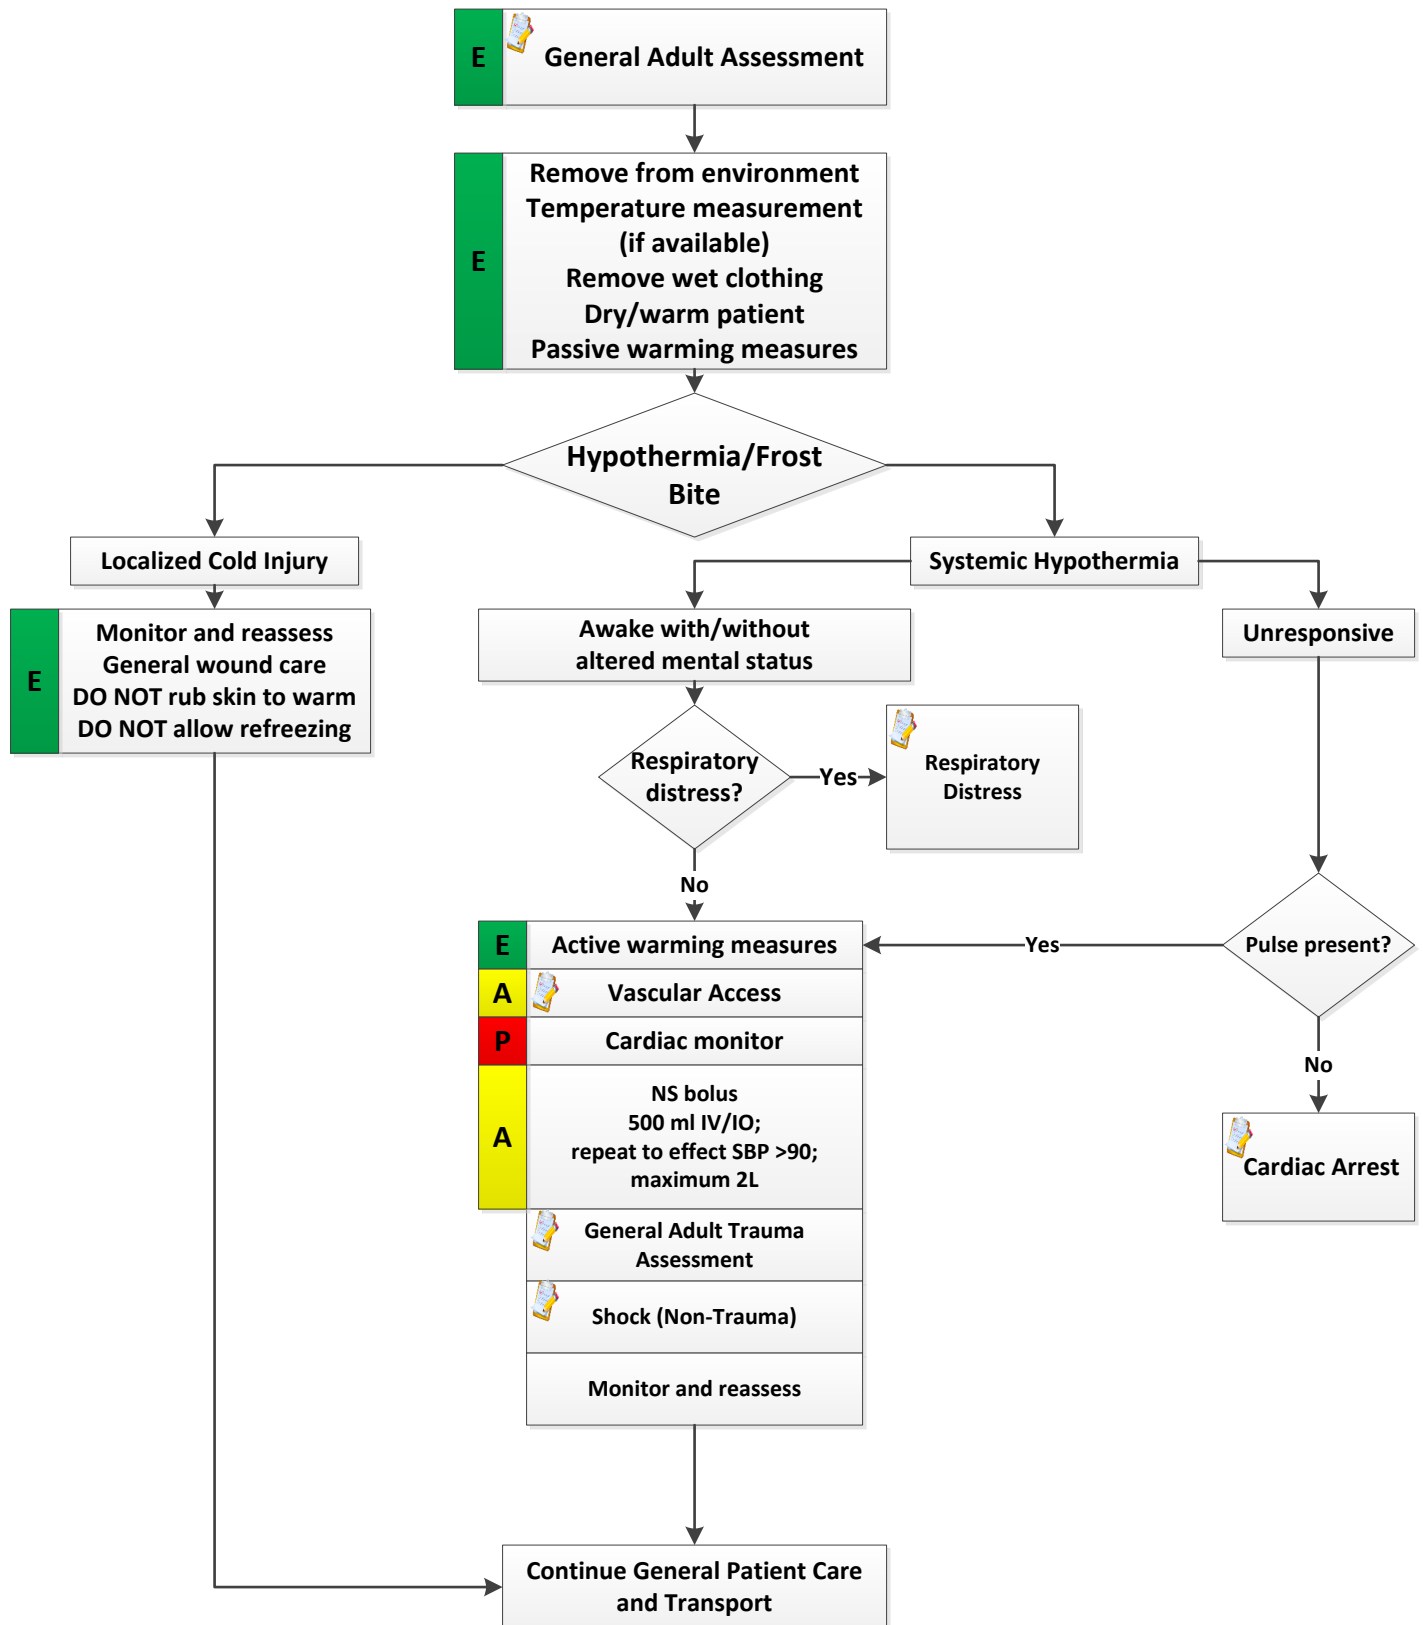 E
General Adult Assessment
E
Remove from environment
Temperature measurement
(if available)
Remove wet clothing
Dry/warm patient
Passive warming measures
Hypothermia/Frost
Bite
Localized Cold Injury
Systemic Hypothermia
E
Monitor and reassess
General wound care
DO NOT rub skin to warm
DO NOT allow refreezing
Awake with/without
altered mental status
Unresponsive
Respiratory
distress?
Yes
Respiratory
Distress
No
Pulse present?
Yes
No
Cardiac Arrest
E
Active warming measures
A
Vascular Access
P
Cardiac monitor
A
NS bolus
500 ml IV/IO;
repeat to effect SBP >90;
maximum 2L
General Adult Trauma
Assessment
Shock (Non-Trauma)
Monitor and reassess
Continue General Patient Care
and Transport